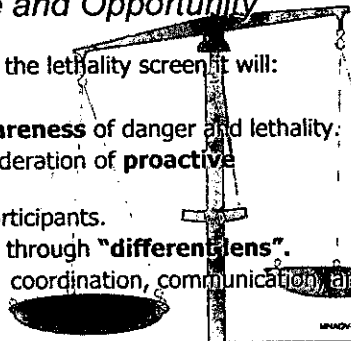 e and Opportunity
the lethality screen it will:
areness of danger and lethality.
deration of proactive
rticipants.
through "different lens".
coordination, communication, an